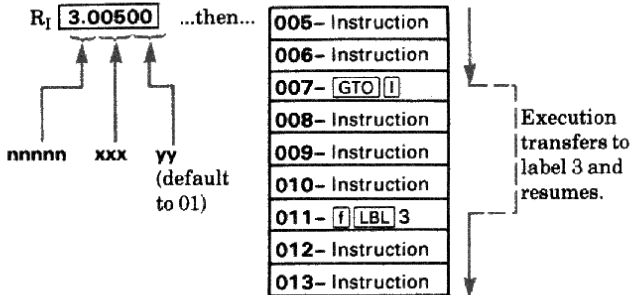 R_I 3.00500 ...then...
nnnnn xxx yy
(default
to 01)
005– Instruction
006– Instruction
007– GTO I
008– Instruction
009– Instruction
010– Instruction
011– f LBL 3
012– Instruction
013– Instruction
Execution
transfers to
label 3 and
resumes.